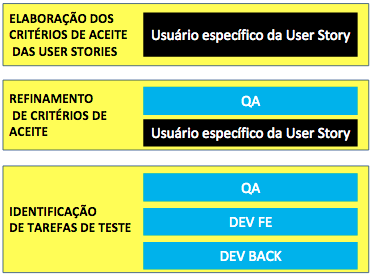 ELABORAÇÃO DOS
CRITÉRIOS DE ACEITE
DAS USER STORIES
Usuário específico da User Story
REFINAMENTO
DE CRITÉRIOS DE
ACEITE
QA
Usuário específico da User Story
IDENTIFICAÇÃO
DE TAREFAS DE TESTE
QA
DEV FE
DEV BACK